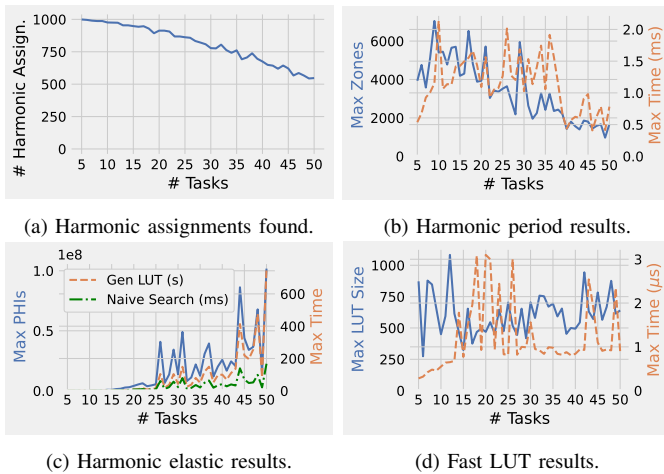 # Harmonic Assign.
1000
750
500
250
0
5 10 15 20 25 30 35 40 45 50
# Tasks
(a) Harmonic assignments found.
Max Zones
6000
4000
2000
0
2.0
1.5
1.0
0.5
0.0
Max Time (ms)
5 10 15 20 25 30 35 40 45 50
# Tasks
(b) Harmonic period results.
1e8
Max PHIs
1.0
0.5
0.0
Gen LUT (s)
Naive Search (ms)
600
400
200
0
Max Time
5 10 15 20 25 30 35 40 45 50
# Tasks
(c) Harmonic elastic results.
Max LUT Size
1000
750
500
250
0
3
2
1
0
Max Time (μs)
5 10 15 20 25 30 35 40 45 50
# Tasks
(d) Fast LUT results.